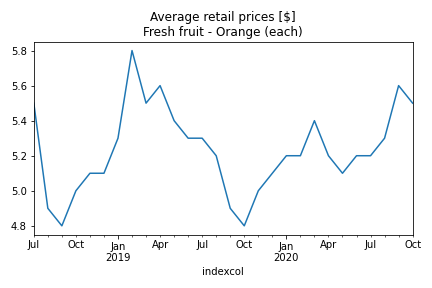 Average retail prices [$]
Fresh fruit - Orange (each)
5.8
5.6
5.4
5.2
5.0
4.8
Jul Oct Jan Apr Jul Oct Jan Apr Jul Oct
2019 2020
indexcol